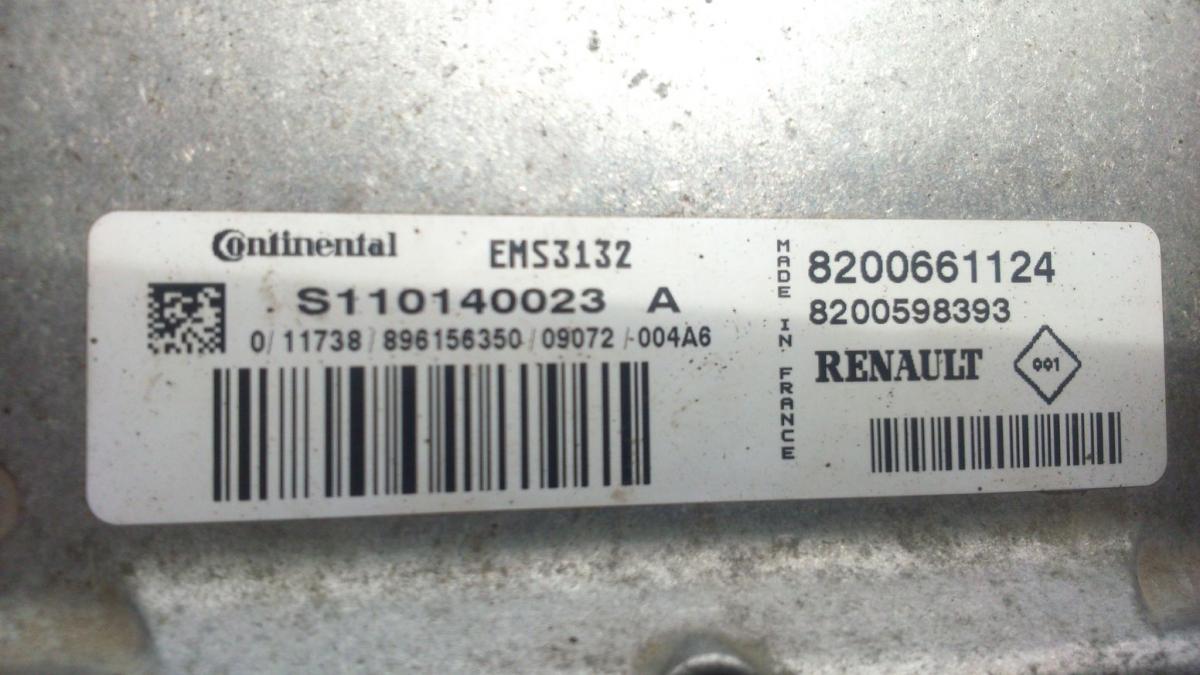 Continental EMS3132
S110140023 A
0/ 11738 / 896156350 / 09072 /-004A6
MADE IN FRANCE
8200661124
8200598393
RENAULT 001